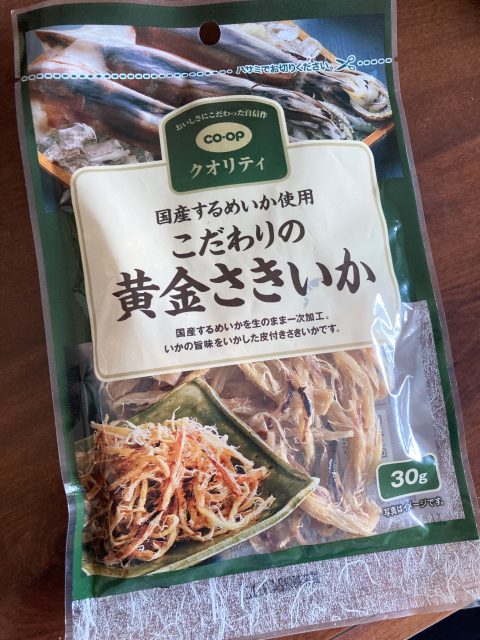 ハサミでお切りください。
おいしさにこだわった自信作
CO·OP
クオリティ
国産するめいか使用
こだわりの
黄金さきいか
国産するめいかを生のまま一次加工。
いかの旨味をいかした皮付きさきいかです。
30g
写真はイメージです。